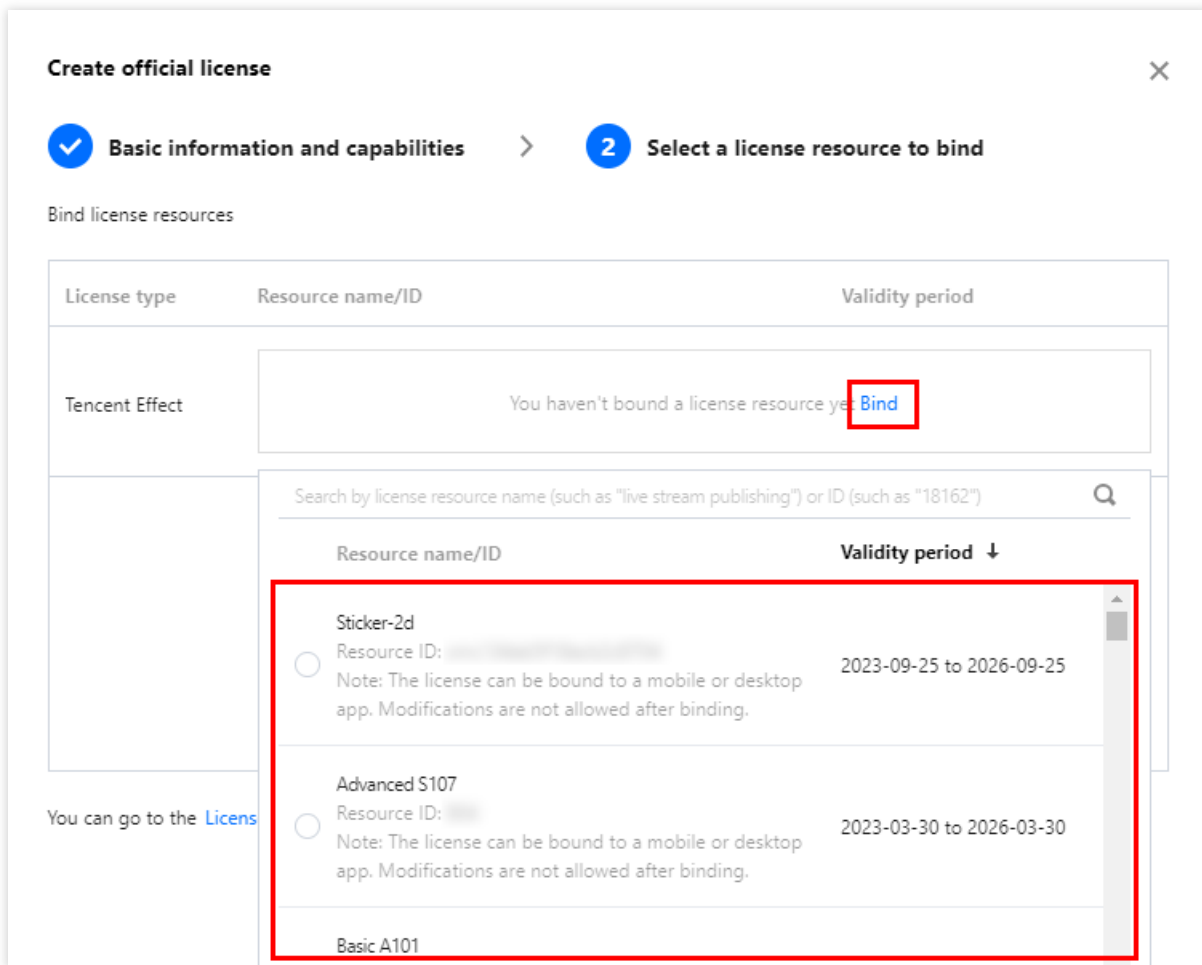 Create official license
Basic information and capabilities
2
Select a license resource to bind
Bind license resources
License type Resource name/ID Validity period
Tencent Effect
You haven't bound a license resource yet Bind
Search by license resource name (such as "live stream publishing") or ID (such as "18162")
Resource name/ID Validity period
Sticker-2d
Resource ID:
Note: The license can be bound to a mobile or desktop
app. Modifications are not allowed after binding.
2023-09-25 to 2026-09-25
Advanced S107
Resource ID:
Note: The license can be bound to a mobile or desktop
app. Modifications are not allowed after binding.
2023-03-30 to 2026-03-30
Basic A101
You can go to the Licens